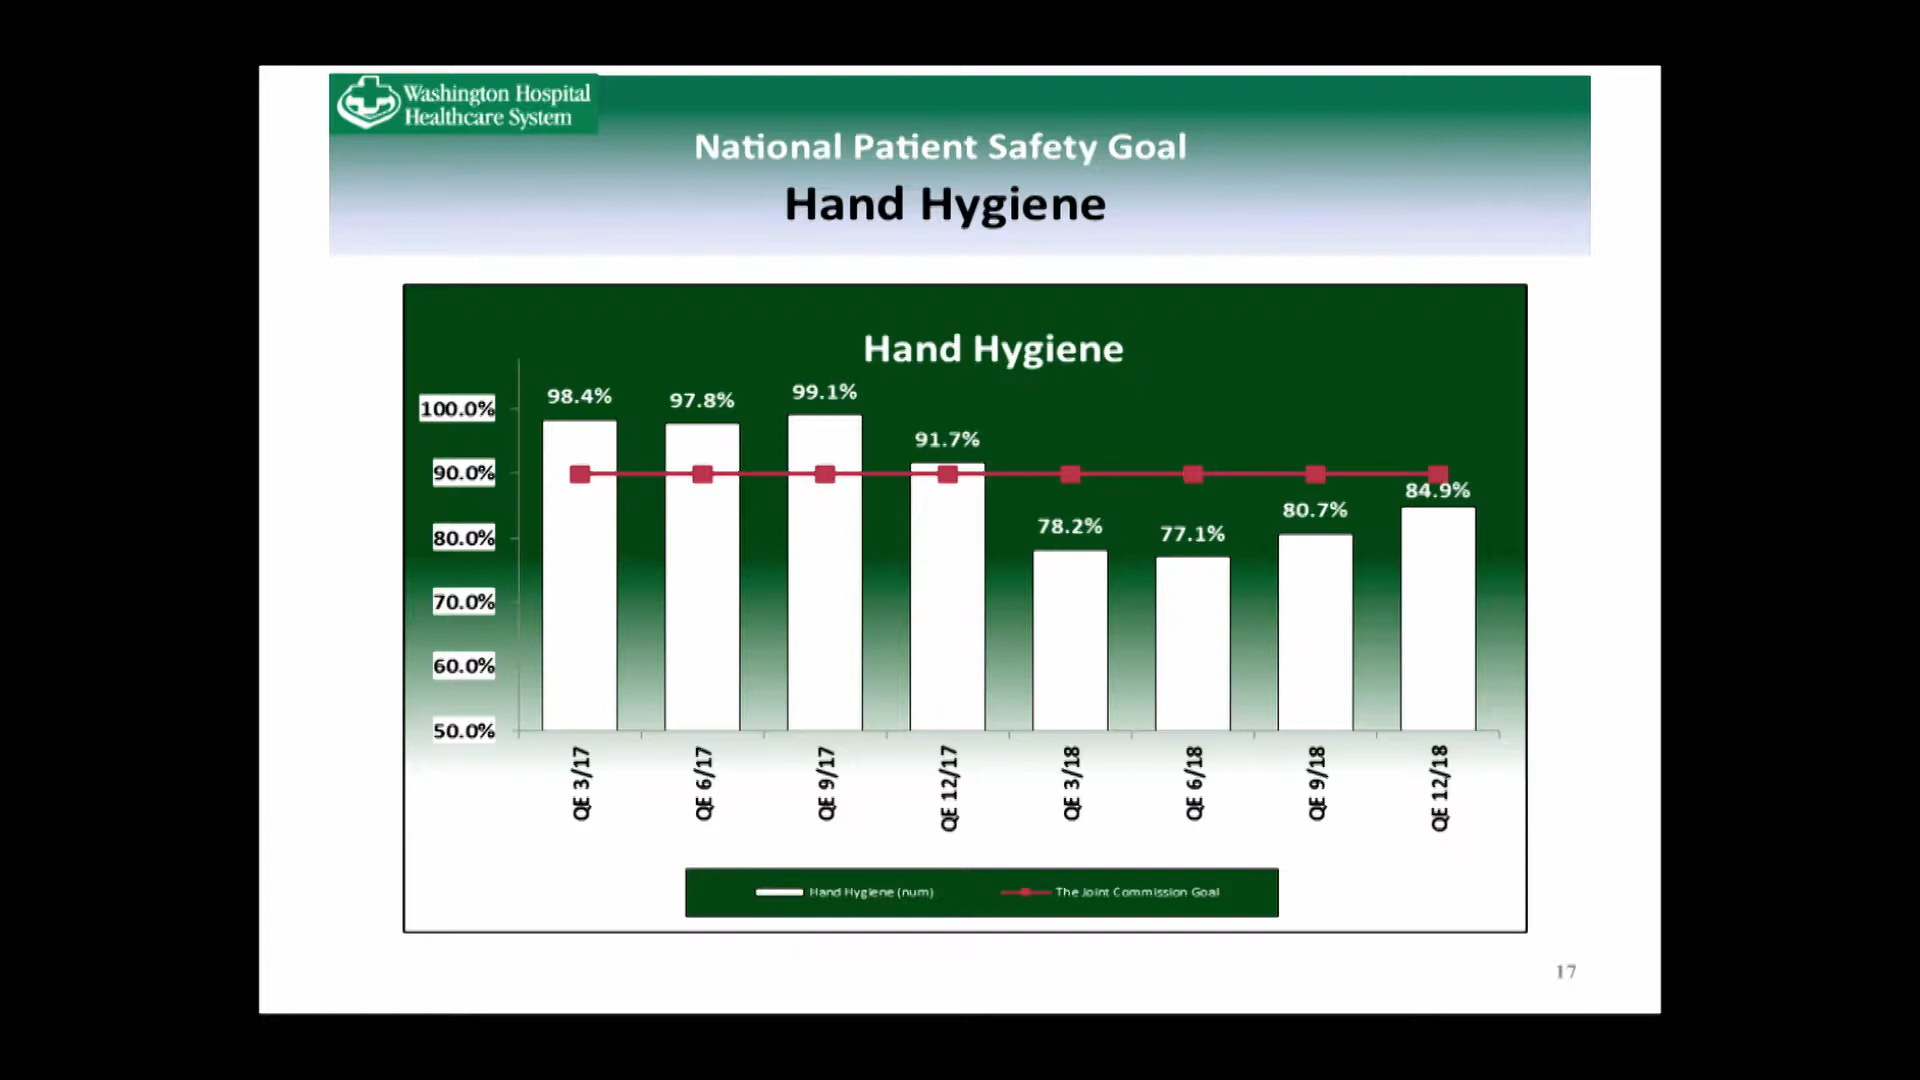 Washington Hospital
Healthcare System
National Patient Safety Goal
Hand Hygiene
Hand Hygiene
100.0%
90.0%
80.0%
70.0%
60.0%
50.0%
98.4%
97.8%
99.1%
91.7%
78.2%
77.1%
80.7%
84.9%
QE 3/17
QE 6/17
QE 9/17
QE 12/17
QE 3/18
QE 6/18
QE 9/18
QE 12/18
Hand Hygiene (num)
The Joint Commission Goal
17